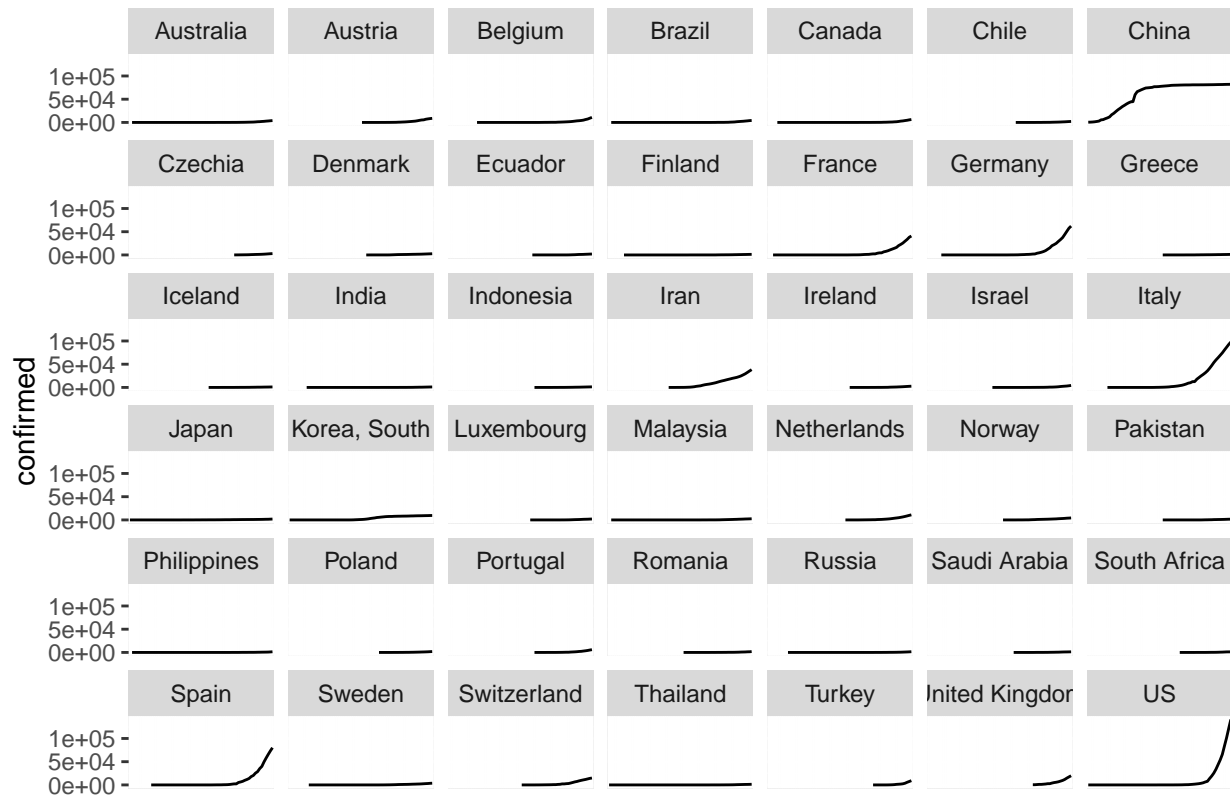 Australia Austria Belgium Brazil Canada Chile China
1e+05
5e+04
0e+00
Czechia Denmark Ecuador Finland France Germany Greece
1e+05
5e+04
0e+00
Iceland India Indonesia Iran Ireland Israel Italy
1e+05
5e+04
0e+00
confirmed
Japan Korea, South Luxembourg Malaysia Netherlands Norway Pakistan
1e+05
5e+04
0e+00
Philippines Poland Portugal Romania Russia Saudi Arabia South Africa
1e+05
5e+04
0e+00
Spain Sweden Switzerland Thailand Turkey United Kingdom US
1e+05
5e+04
0e+00